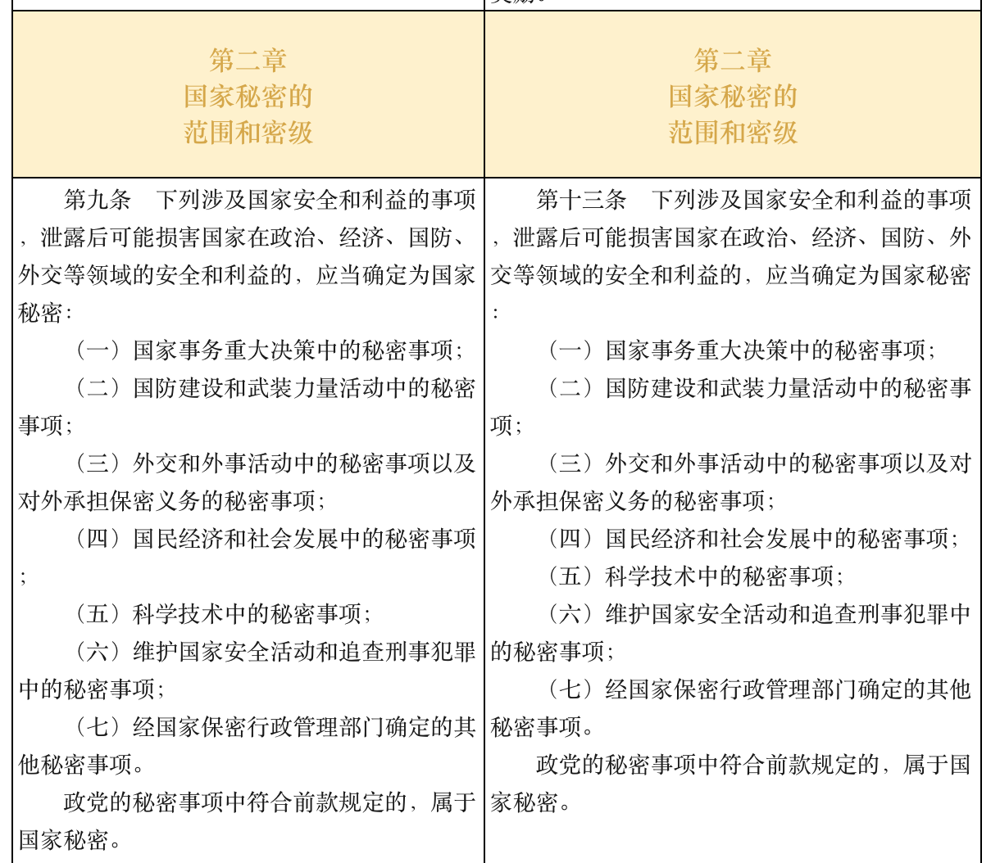 第二章
国家秘密的
范围和密级
第九条　下列涉及国家安全和利益的事项
，泄露后可能损害国家在政治、经济、国防、
外交等领域的安全和利益的，应当确定为国家
秘密：
（一）国家事务重大决策中的秘密事项；
（二）国防建设和武装力量活动中的秘密
事项；
（三）外交和外事活动中的秘密事项以及
对外承担保密义务的秘密事项；
（四）国民经济和社会发展中的秘密事项
；
（五）科学技术中的秘密事项；
（六）维护国家安全活动和追查刑事犯罪
中的秘密事项；
（七）经国家保密行政管理部门确定的其
他秘密事项。
政党的秘密事项中符合前款规定的，属于
国家秘密。
第二章
国家秘密的
范围和密级
第十三条　下列涉及国家安全和利益的事项
，泄露后可能损害国家在政治、经济、国防、外
交等领域的安全和利益的，应当确定为国家秘密
：
（一）国家事务重大决策中的秘密事项；
（二）国防建设和武装力量活动中的秘密事
项；
（三）外交和外事活动中的秘密事项以及对
外承担保密义务的秘密事项；
（四）国民经济和社会发展中的秘密事项；
（五）科学技术中的秘密事项；
（六）维护国家安全活动和追查刑事犯罪中
的秘密事项；
（七）经国家保密行政管理部门确定的其他
秘密事项。
政党的秘密事项中符合前款规定的，属于国
家秘密。